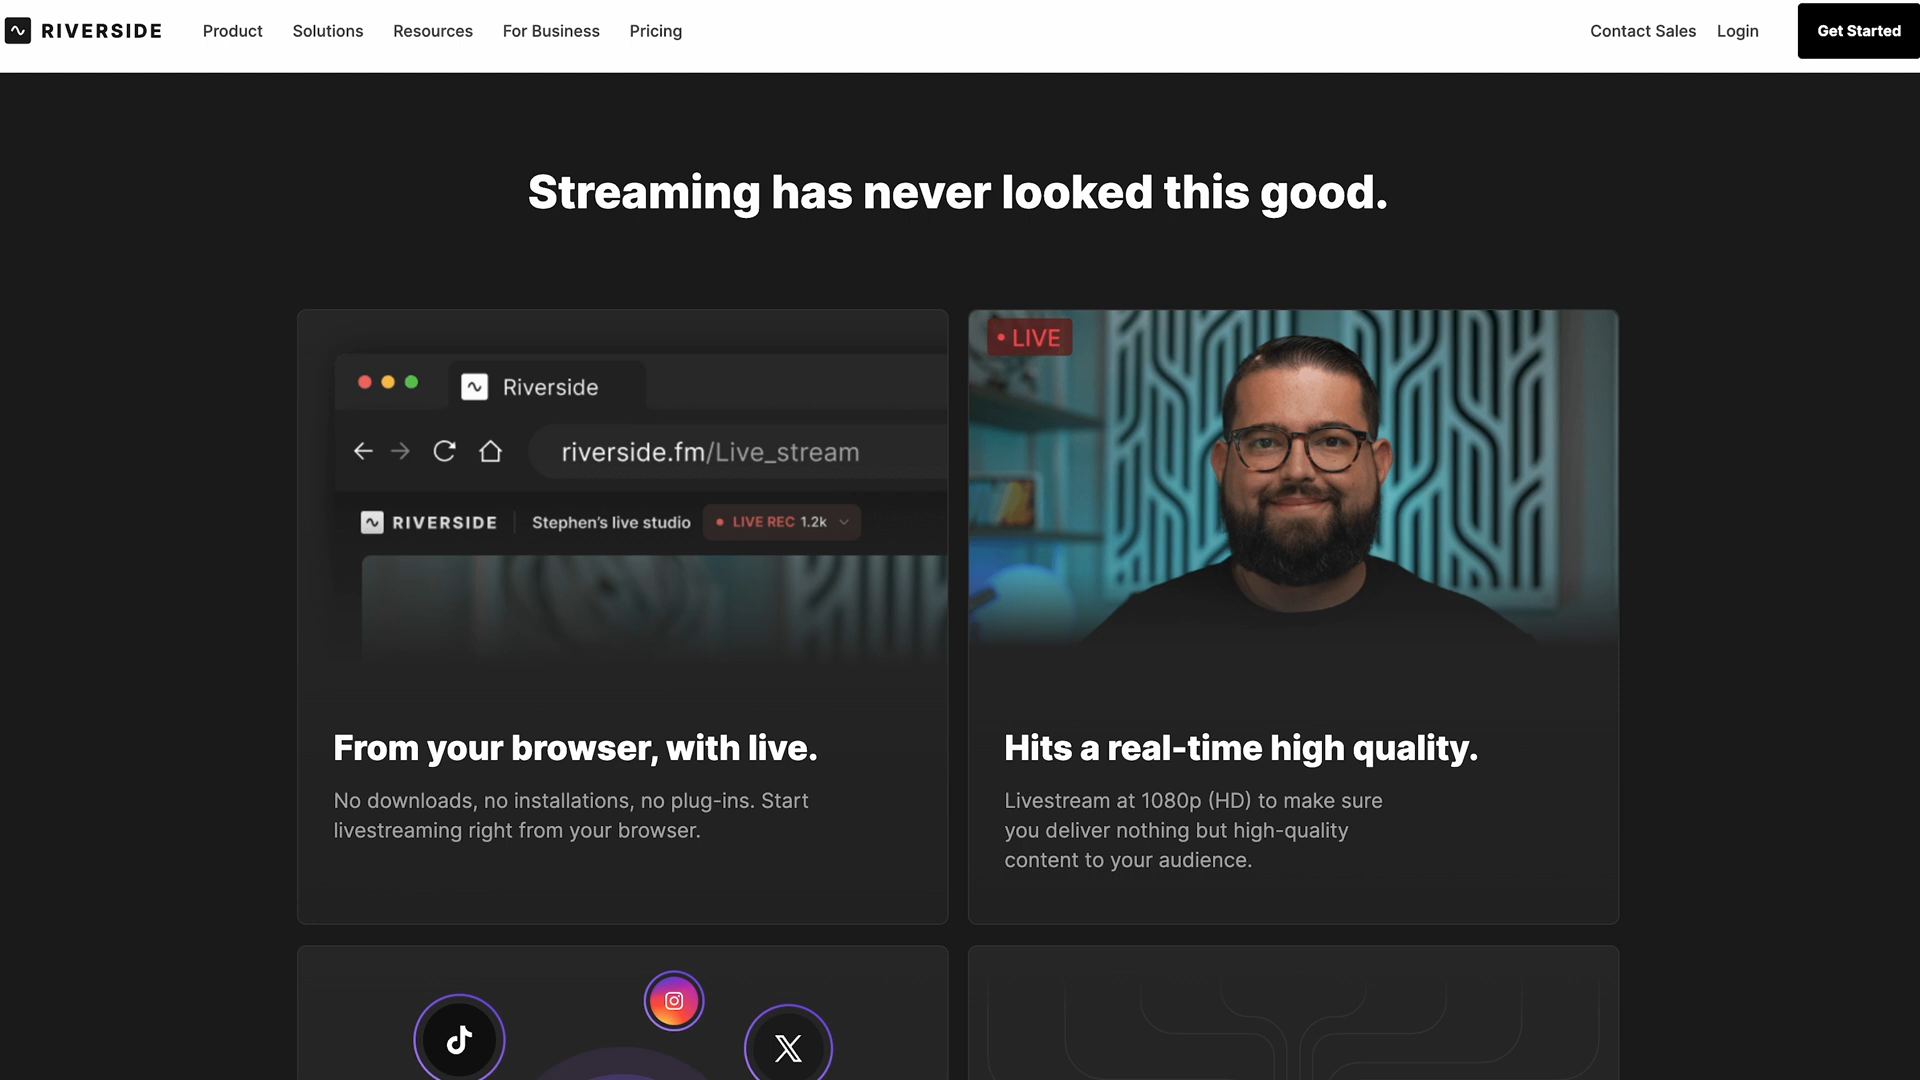 RIVERSIDE Product Solutions Resources For Business Pricing Contact Sales Login Get Started
Streaming has never looked this good.
Riverside
riverside.fm/Live_stream
RIVERSIDE Stephen's live studio • LIVE REC 1.2k
From your browser, with live.
No downloads, no installations, no plug-ins. Start
livestreaming right from your browser.
• LIVE
Hits a real-time high quality.
Livestream at 1080p (HD) to make sure
you deliver nothing but high-quality
content to your audience.